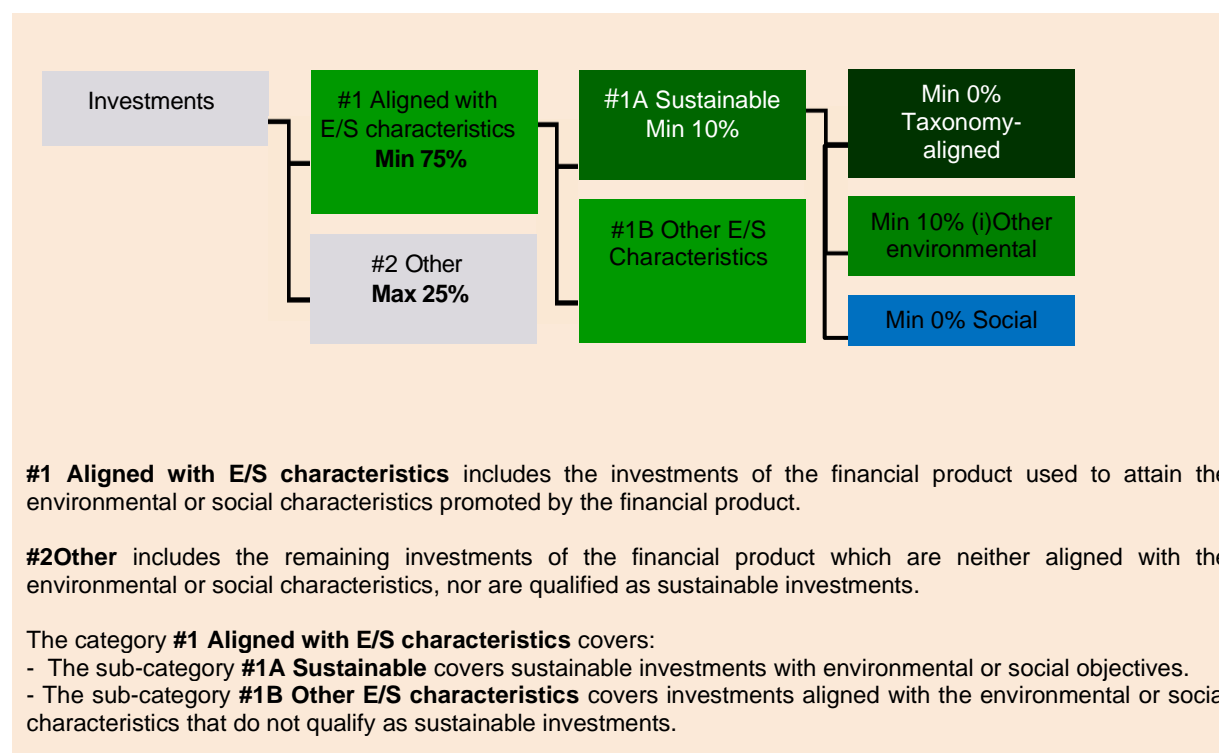 Investments
#1 Aligned with
E/S characteristics
Min 75%
#2 Other
Max 25%
#1A Sustainable
Min 10%
#1B Other E/S
Characteristics
Min 0%
Taxonomy-
aligned
Min 10% (i)Other
environmental
Min 0% Social
#1 Aligned with E/S characteristics includes the investments of the financial product used to attain the
environmental or social characteristics promoted by the financial product.
#2Other includes the remaining investments of the financial product which are neither aligned with the
environmental or social characteristics, nor are qualified as sustainable investments.
The category #1 Aligned with E/S characteristics covers:
- The sub-category #1A Sustainable covers sustainable investments with environmental or social objectives.
- The sub-category #1B Other E/S characteristics covers investments aligned with the environmental or social
characteristics that do not qualify as sustainable investments.